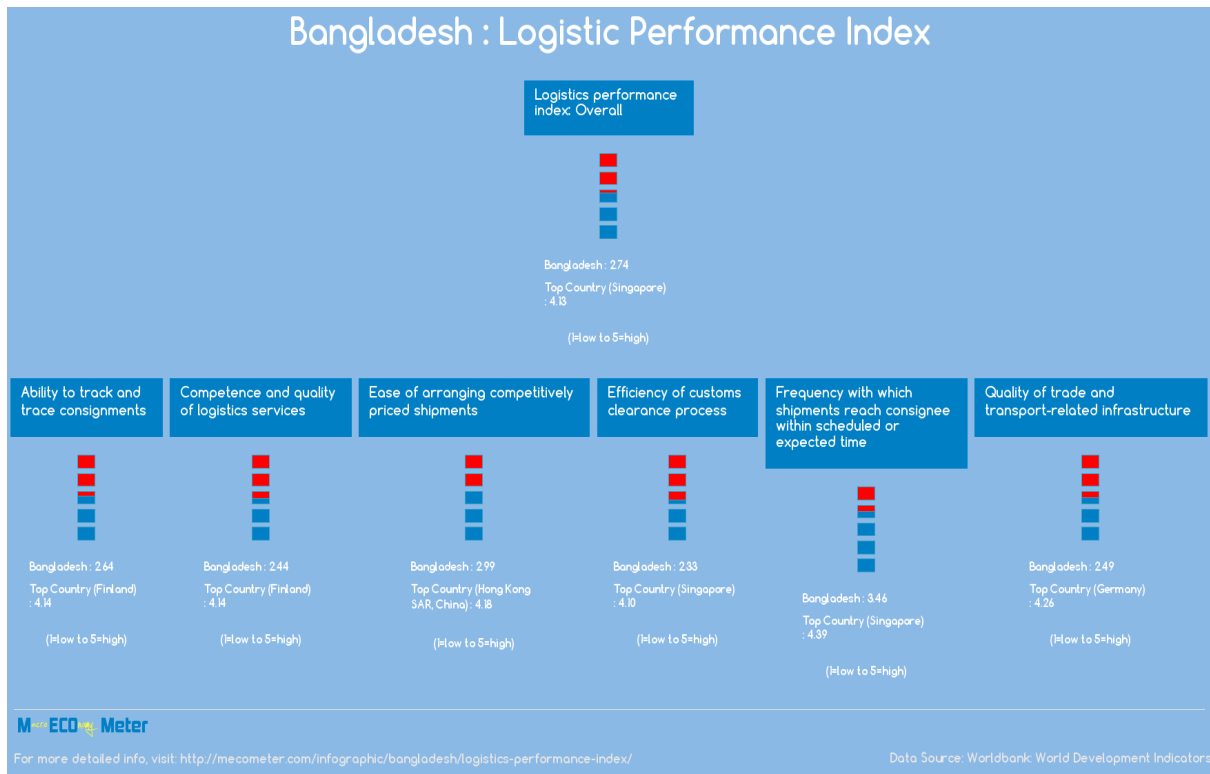 Bangladesh : Logistic Performance Index
Logistics performance
index: Overall
Bangladesh : 2.74
Top Country (Singapore)
: 4.13
(1=low to 5=high)
Ability to track and
trace consignments
Bangladesh : 2.64
Top Country (Finland)
: 4.14
(1=low to 5=high)
Competence and quality
of logistics services
Bangladesh : 2.44
Top Country (Finland)
: 4.14
(1=low to 5=high)
Ease of arranging competitively
priced shipments
Bangladesh : 2.99
Top Country (Hong Kong
SAR, China) : 4.18
(1=low to 5=high)
Efficiency of customs
clearance process
Bangladesh : 2.33
Top Country (Singapore)
: 4.10
(1=low to 5=high)
Frequency with which
shipments reach consignee
within scheduled or
expected time
Bangladesh : 3.46
Top Country (Singapore)
: 4.39
(1=low to 5=high)
Quality of trade and
transport-related infrastructure
Bangladesh : 2.49
Top Country (Germany)
: 4.26
(1=low to 5=high)
MacroECOnomy Meter
For more detailed info, visit: http://mecometer.com/infographic/bangladesh/logistics-performance-index/
Data Source: Worldbank: World Development Indicators